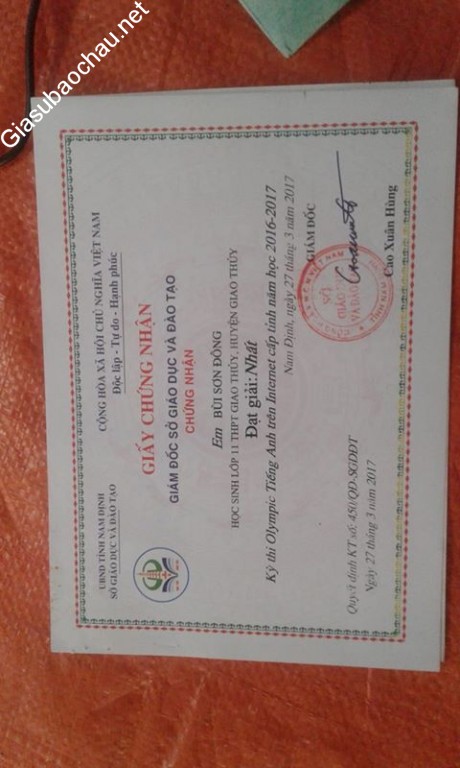 Giasubaochau.net
UBND TỈNH NAM ĐỊNH
SỞ GIÁO DỤC VÀ ĐÀO TẠO
CỘNG HÒA XÃ HỘI CHỦ NGHĨA VIỆT NAM
Độc lập - Tự do - Hạnh phúc
GIẤY CHỨNG NHẬN
GIÁM ĐỐC SỞ GIÁO DỤC VÀ ĐÀO TẠO
CHỨNG NHẬN
Em BÙI SƠN ĐÔNG
HỌC SINH LỚP 11 THPT GIAO THỦY, HUYỆN GIAO THỦY
Đạt giải: Nhất
Kỳ thi Olympic Tiếng Anh trên Internet cấp tỉnh năm học 2016-2017
Nam Định, ngày 27 tháng 3 năm 2017
GIÁM ĐỐC
SỞ
GIÁO DỤC
VÀ ĐÀO
Cao Xuân Hùng
Quyết định KT số: 450/QĐ-SGDĐT
Ngày 27 tháng 3 năm 2017